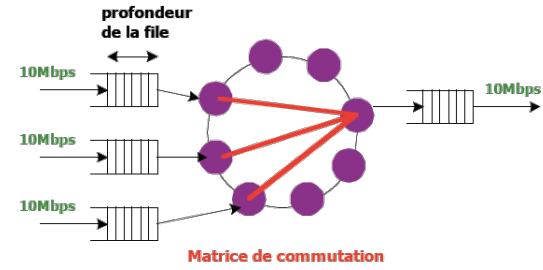 profondeur
de la file
10Mbps
10Mbps
10Mbps
10Mbps
Matrice de commutation